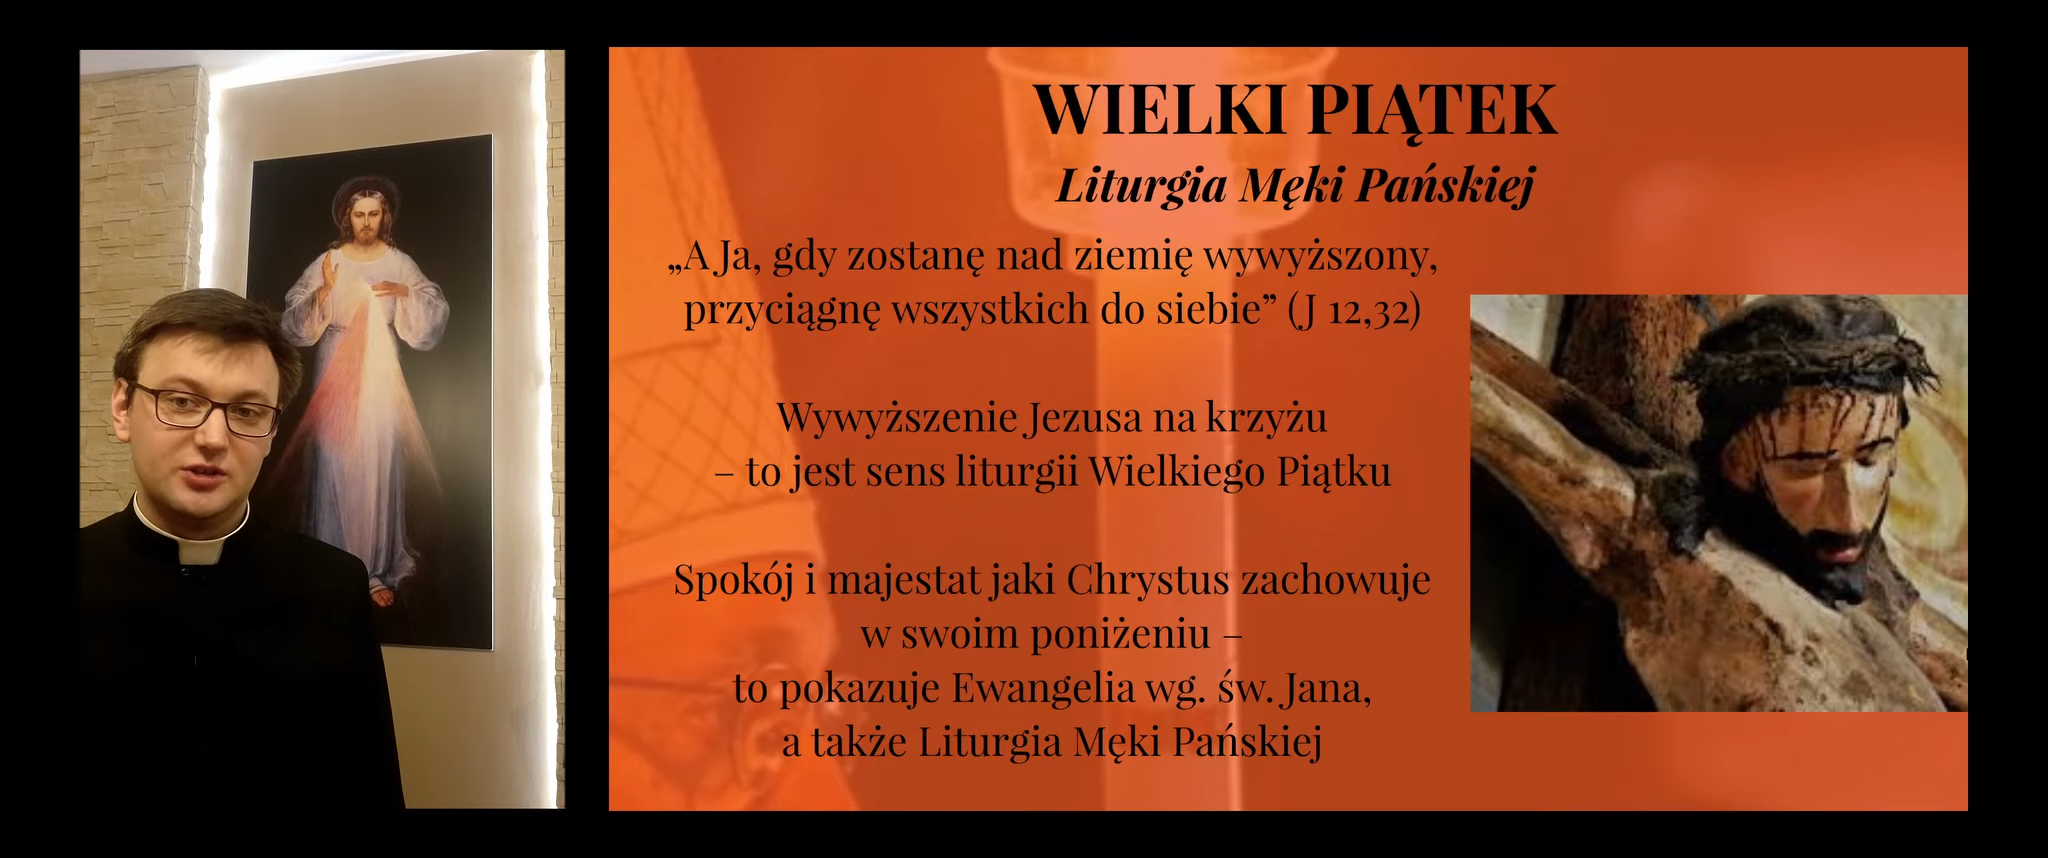 WIELKI PIĄTEK
Liturgia Męki Pańskiej
„A Ja, gdy zostanę nad ziemię wywyższony,
przyciągnę wszystkich do siebie” (J 12,32)
Wywyższenie Jezusa na krzyżu
– to jest sens liturgii Wielkiego Piątku
Spokój i majestat jaki Chrystus zachowuje
w swoim poniżeniu –
to pokazuje Ewangelia wg. św. Jana,
a także Liturgia Męki Pańskiej